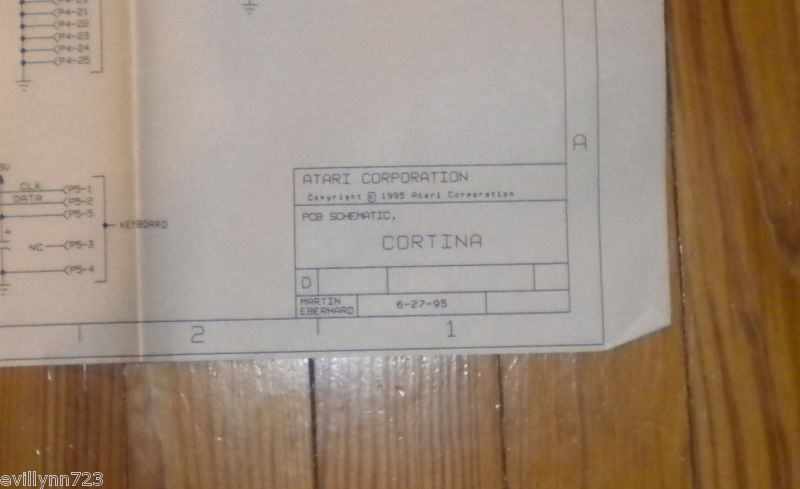 P4-21
P4-22
P4-23
P4-24
P4-25
A
ATARI CORPORATION
Copyright © 1995 Atari Corporation
PCB SCHEMATIC,
CORTINA
CLK P5-1
DATA P5-2
P5-5
KEYBOARD
NC P5-3
P5-4
D
MARTIN
EBERHARD
6-27-95
2
1
evillynn723